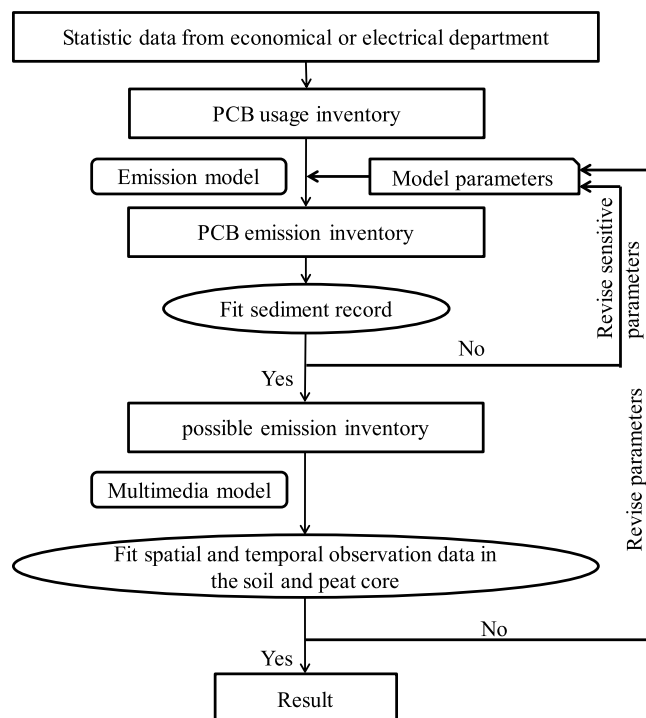 Statistic data from economical or electrical department
PCB usage inventory
Emission model
Model parameters
PCB emission inventory
Revise sensitive
parameters
Fit sediment record
No
Yes
possible emission inventory
Revise parameters
Multimedia model
Fit spatial and temporal observation data in
the soil and peat core
No
Yes
Result